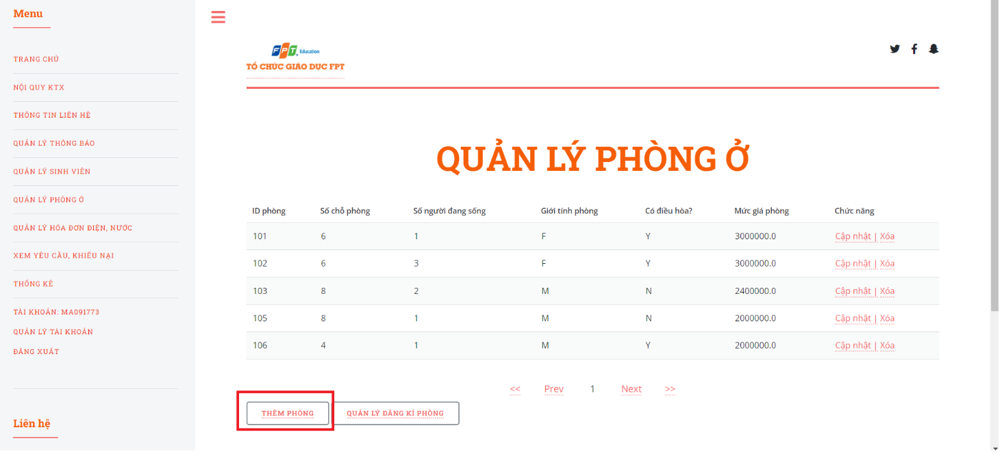 Menu
TRANG CHỦ
NỘI QUY KTX
THÔNG TIN LIÊN HỆ
QUẢN LÝ THÔNG BÁO
QUẢN LÝ SINH VIÊN
QUẢN LÝ PHÒNG Ở
QUẢN LÝ HÓA ĐƠN ĐIỆN, NƯỚC
XEM YÊU CẦU, KHIẾU NẠI
THỐNG KÊ
TÀI KHOẢN: MA091773
QUẢN LÝ TÀI KHOẢN
ĐĂNG XUẤT
Liên hệ
FPT Education
TỔ CHỨC GIÁO DỤC FPT
QUẢN LÝ PHÒNG Ở
ID phòng Số chỗ phòng Số người đang sống Giới tính phòng Có điều hòa? Mức giá phòng Chức năng
101 6 1 F Y 3000000.0 Cập nhật | Xóa
102 6 3 F Y 3000000.0 Cập nhật | Xóa
103 8 2 M N 2400000.0 Cập nhật | Xóa
105 8 1 M N 2000000.0 Cập nhật | Xóa
106 4 1 M Y 2000000.0 Cập nhật | Xóa
<< Prev 1 Next >>
THÊM PHÒNG QUẢN LÝ ĐĂNG KÍ PHÒNG